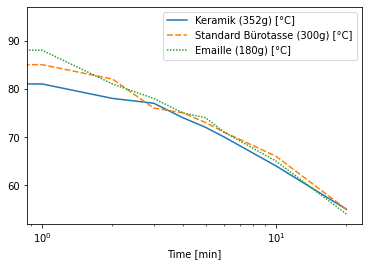 Keramik (352g) [°C]
Standard Bürotasse (300g) [°C]
Emaille (180g) [°C]
90
80
70
60
10⁰
10¹
Time [min]